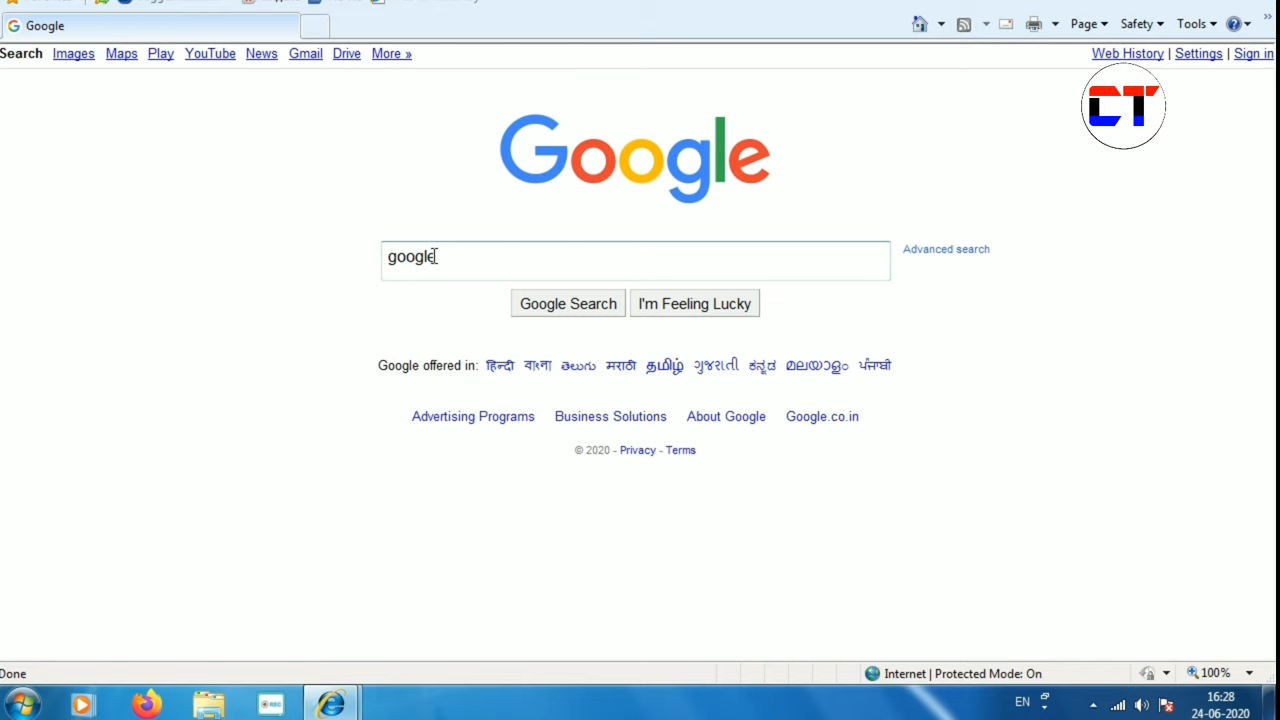 Google
Page Safety Tools
Search Images Maps Play YouTube News Gmail Drive More »
Web History | Settings | Sign in
CT
Google
google
Advanced search
Google Search I'm Feeling Lucky
Google offered in: हिन्दी বাংলা తెలుగు मराठी தமிழ் ગુજરાતી ಕನ್ನಡ മലയാളം ਪੰਜਾਬੀ
Advertising Programs Business Solutions About Google Google.co.in
© 2020 - Privacy - Terms
Done
Internet | Protected Mode: On
100%
REC
EN
16:28
24-06-2020